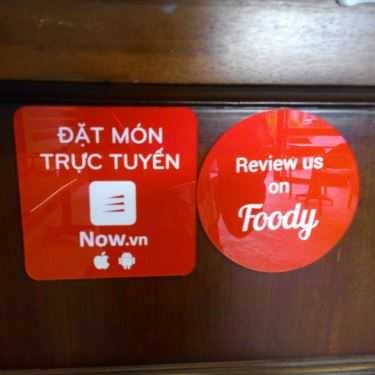 ĐẶT MÓN
TRỰC TUYẾN
Now.vn
Review us
on
Foody